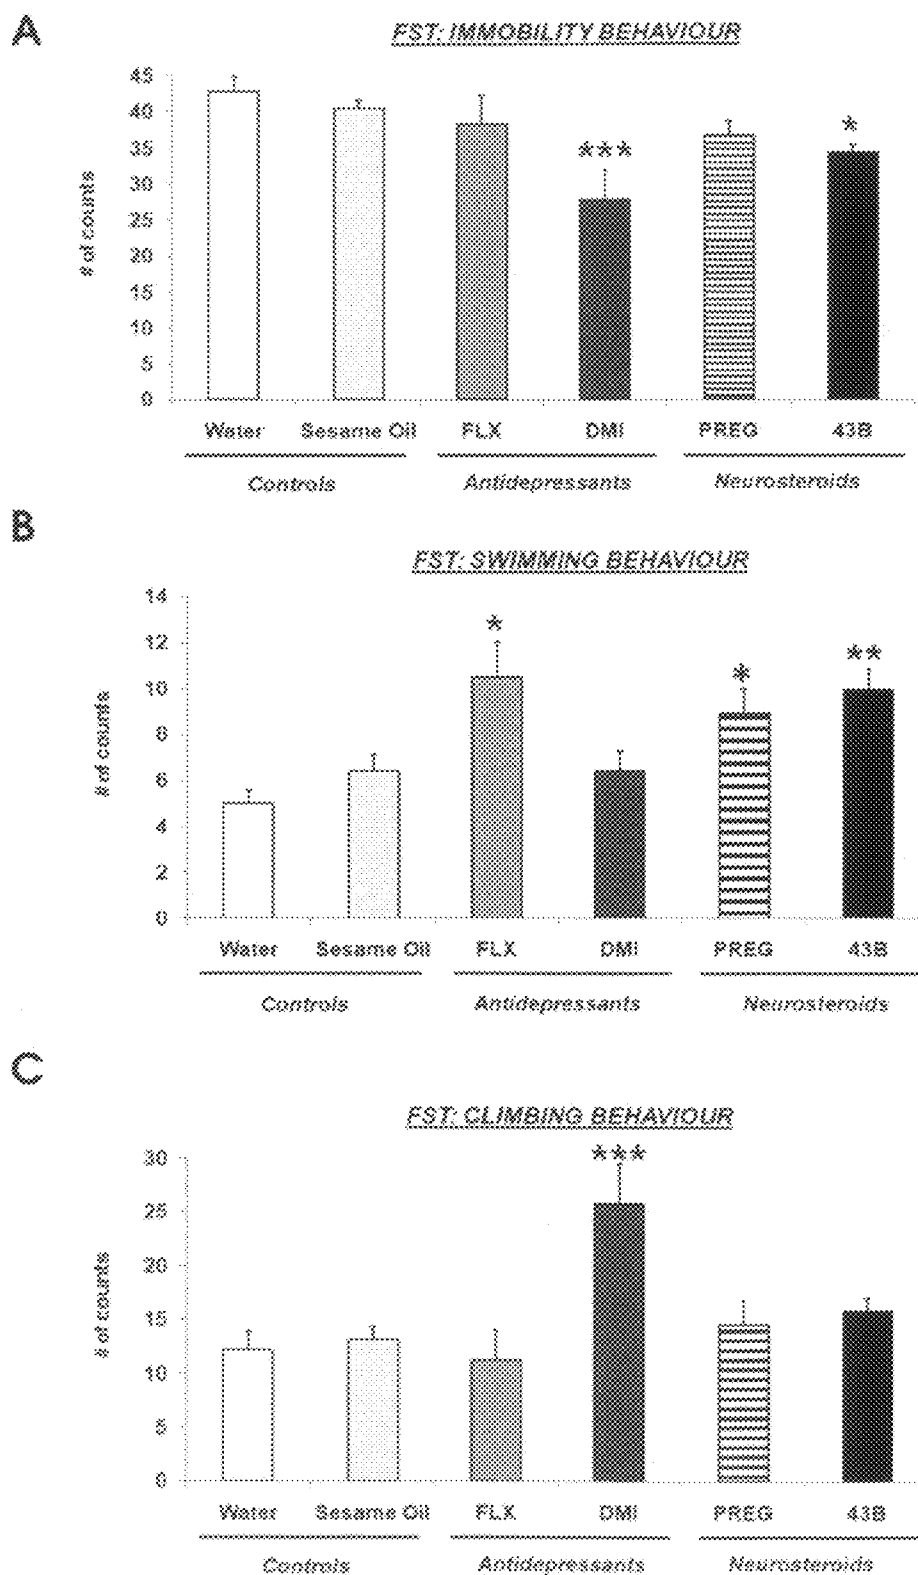 A
FST: IMMOBILITY BEHAVIOUR
45
40
35
30
25
20
15
10
5
0
# of counts
***
*
Water Sesame Oil FLX DMI PREG 43B
Controls Antidepressants Neurosteroids
B
FST: SWIMMING BEHAVIOUR
14
12
10
8
6
4
2
0
# of counts
*
*
**
Water Sesame Oil FLX DMI PREG 43B
Controls Antidepressants Neurosteroids
C
FST: CLIMBING BEHAVIOUR
30
25
20
15
10
5
0
# of counts
***
Water Sesame Oil FLX DMI PREG 43B
Controls Antidepressants Neurosteroids